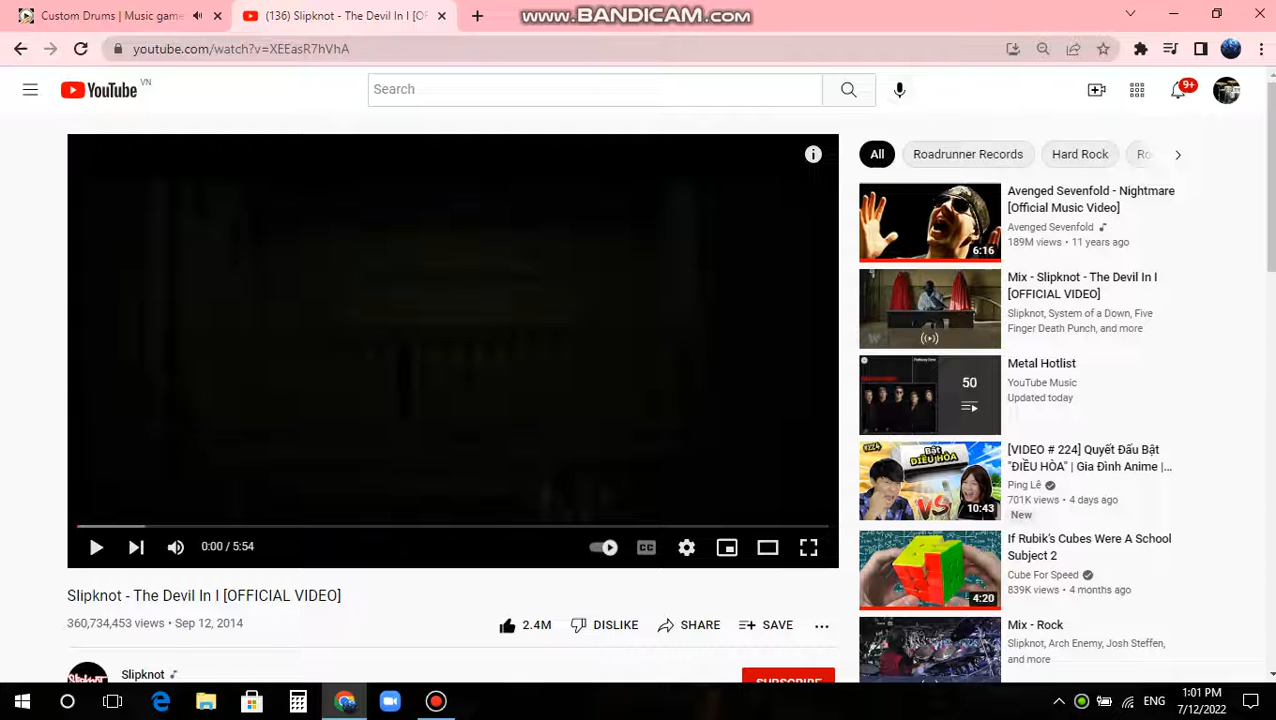 Custom Drums | Music game
(136) Slipknot - The Devil In I [OF
www.BANDICAM.com
youtube.com/watch?v=XEEasR7hVhA
YouTube VN
Search
9+
All
Roadrunner Records
Hard Rock
Avenged Sevenfold - Nightmare
[Official Music Video]
Avenged Sevenfold
189M views • 11 years ago
6:16
Mix - Slipknot - The Devil In I
[OFFICIAL VIDEO]
Slipknot, System of a Down, Five
Finger Death Punch, and more
Metal Hotlist
YouTube Music
Updated today
50
[VIDEO # 224] Quyết Đấu Bật
"ĐIỀU HÒA" | Gia Đình Anime |...
Ping Lê
701K views • 4 days ago
New
Bật
ĐIỀU HÒA
VS
10:43
If Rubik's Cubes Were A School
Subject 2
Cube For Speed
839K views • 4 months ago
4:20
Mix - Rock
Slipknot, Arch Enemy, Josh Steffen,
and more
0:00 / 5:54
CC
Slipknot - The Devil In I [OFFICIAL VIDEO]
360,734,453 views • Sep 12, 2014
2.4M
DISLIKE
SHARE
SAVE
Slipknot
SUBSCRIBE
ENG
1:01 PM
7/12/2022